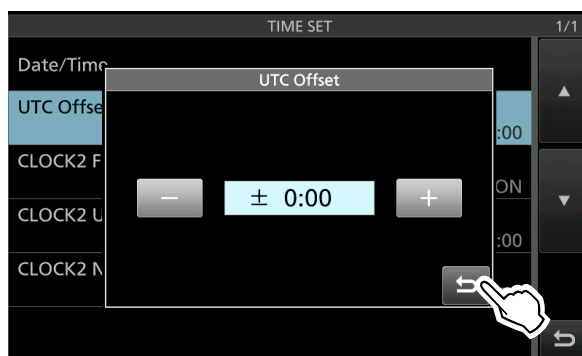 TIME SET 1/1
Date/Time
UTC Offset
UTC Offse
:00
CLOCK2 F
ON
− ± 0:00 +
CLOCK2 U
:00
CLOCK2 N